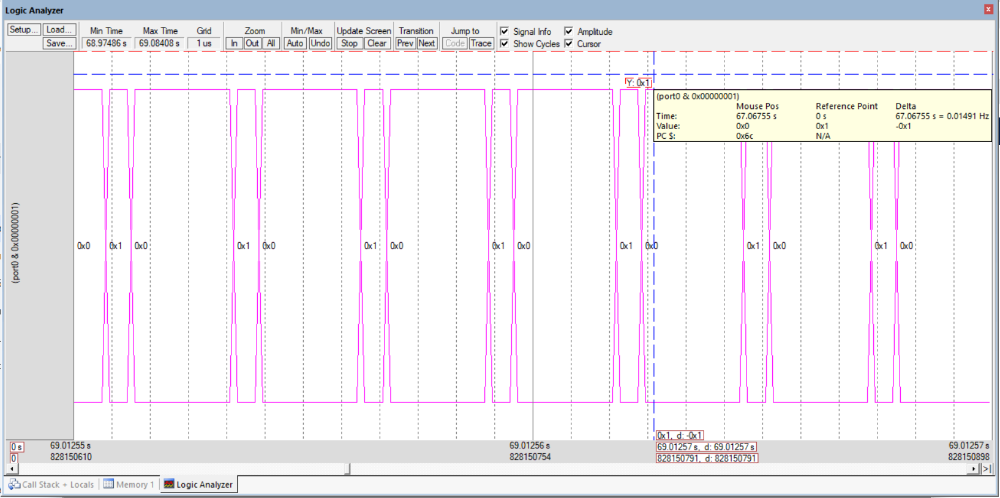 Logic Analyzer
Setup... Load... Min Time Max Time Grid Zoom Min/Max Update Screen Transition Jump to Signal Info Amplitude
Save... 68.97486 s 69.08408 s 1 us In Out All Auto Undo Stop Clear Prev Next Code Trace Show Cycles Cursor
Y: 0x1
(port0 & 0x00000001)
Mouse Pos Reference Point Delta
Time: 67.06755 s 0 s 67.06755 s = 0.01491 Hz
Value: 0x0 0x1 -0x1
PC $: 0x6c N/A
(port0 & 0x00000001)
0x0 0x1 0x0 0x1 0x0 0x1 0x0 0x1 0x0 0x1 0x0 0x1 0x0 0x1 0x0
0x1, d: -0x1
0 s 69.01255 s 69.01256 s 69.01257 s, d: 69.01257 s 69.01257 s
0 828150610 828150754 828150791, d: 828150791 828150898
Call Stack + Locals Memory 1 Logic Analyzer